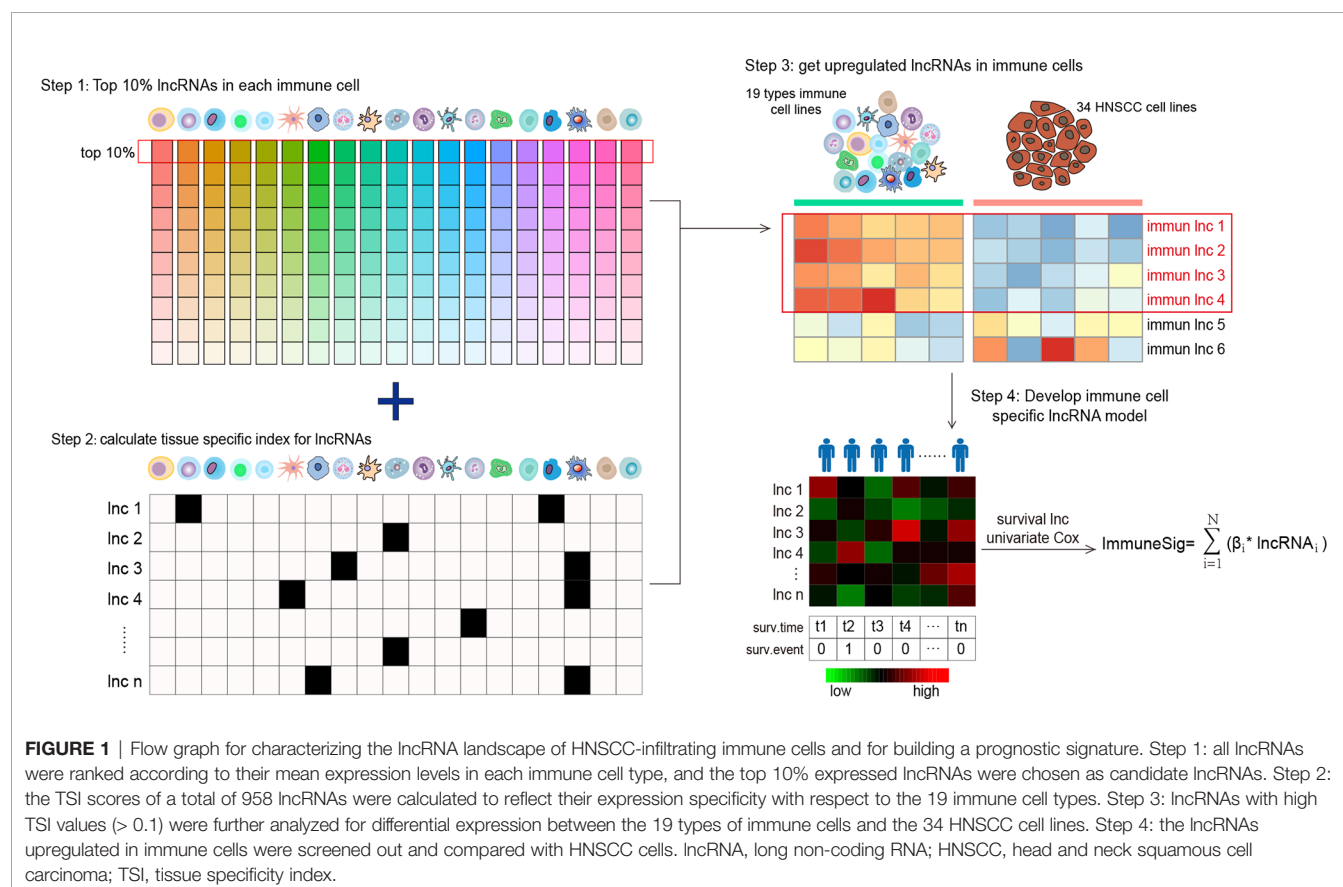 Step 1: Top 10% lncRNAs in each immune cell
top 10%
Step 2: calculate tissue specific index for lncRNAs
lnc 1
lnc 2
lnc 3
lnc 4
......
lnc n
Step 3: get upregulated lncRNAs in immune cells
19 types immune
cell lines
34 HNSCC cell lines
immun lnc 1
immun lnc 2
immun lnc 3
immun lnc 4
immun lnc 5
immun lnc 6
Step 4: Develop immune cell
specific lncRNA model
......
lnc 1
lnc 2
lnc 3
lnc 4
⋮
lnc n
surv.time t1 t2 t3 t4 ··· tn
surv.event 0 1 0 0 ··· 0
low high
survival lnc
univariate Cox
ImmuneSig= ∑ᵢ₌₁ᴺ (βᵢ* lncRNAᵢ )
FIGURE 1 | Flow graph for characterizing the lncRNA landscape of HNSCC-infiltrating immune cells and for building a prognostic signature. Step 1: all lncRNAs
were ranked according to their mean expression levels in each immune cell type, and the top 10% expressed lncRNAs were chosen as candidate lncRNAs. Step 2:
the TSI scores of a total of 958 lncRNAs were calculated to reflect their expression specificity with respect to the 19 immune cell types. Step 3: lncRNAs with high
TSI values (> 0.1) were further analyzed for differential expression between the 19 types of immune cells and the 34 HNSCC cell lines. Step 4: the lncRNAs
upregulated in immune cells were screened out and compared with HNSCC cells. lncRNA, long non-coding RNA; HNSCC, head and neck squamous cell
carcinoma; TSI, tissue specificity index.